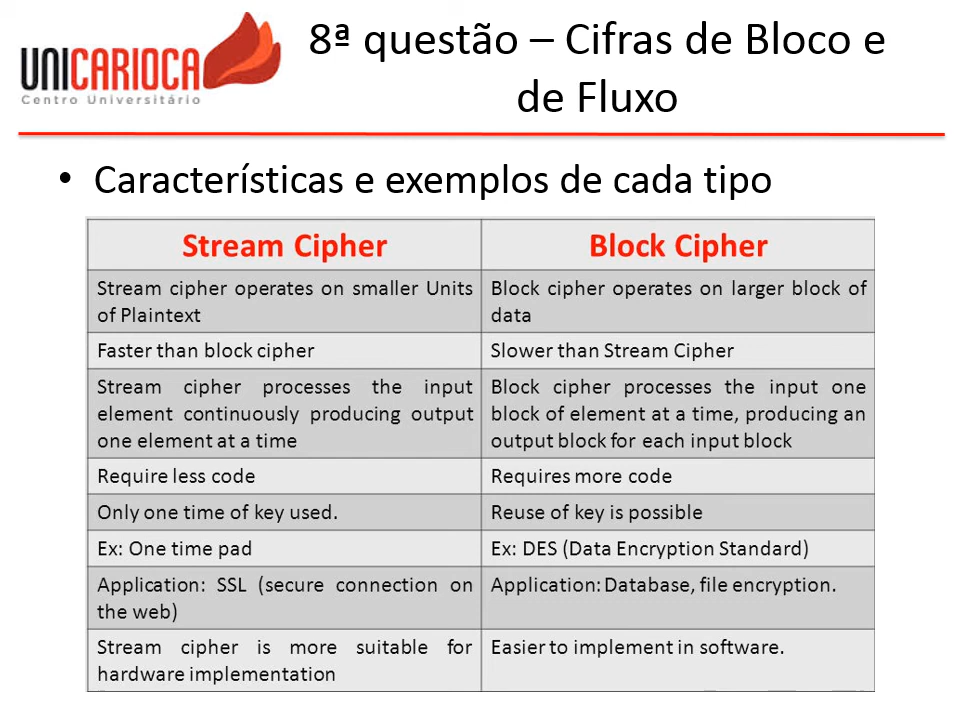 UNICARIOCA
Centro Universitário
8ª questão – Cifras de Bloco e
de Fluxo
• Características e exemplos de cada tipo
Stream Cipher
Block Cipher
Stream cipher operates on smaller Units
of Plaintext
Block cipher operates on larger block of
data
Faster than block cipher
Slower than Stream Cipher
Stream cipher processes the input
element continuously producing output
one element at a time
Block cipher processes the input one
block of element at a time, producing an
output block for each input block
Require less code
Requires more code
Only one time of key used.
Reuse of key is possible
Ex: One time pad
Ex: DES (Data Encryption Standard)
Application: SSL (secure connection on
the web)
Application: Database, file encryption.
Stream cipher is more suitable for
hardware implementation
Easier to implement in software.